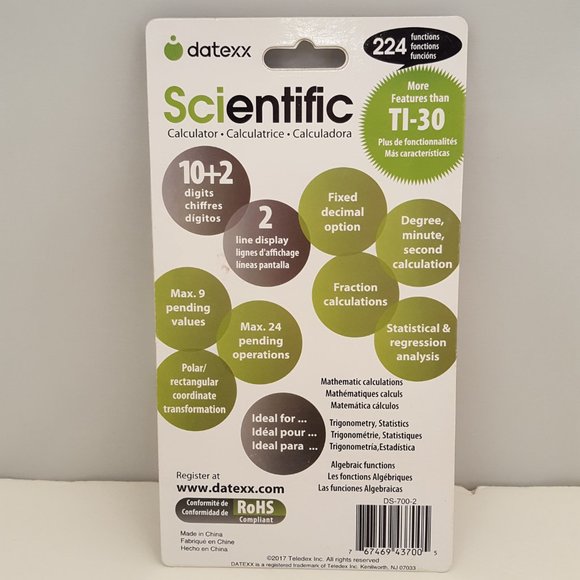 datexx
224 functions
fonctions
funcións
More
Features than
TI-30
Plus de fonctionnalités
Más características
Scientific
Calculator • Calculatrice • Calculadora
10+2
digits
chiffres
dígitos
2
line display
lignes d'affichage
líneas pantalla
Fixed
decimal
option
Degree,
minute,
second
calculation
Fraction
calculations
Max. 9
pending
values
Max. 24
pending
operations
Statistical &
regression
analysis
Polar/
rectangular
coordinate
transformation
Ideal for ...
Idéal pour ...
Ideal para ...
Mathematic calculations
Mathématiques calculs
Matemática cálculos
Trigonometry, Statistics
Trigonométrie, Statistiques
Trigonometría,Estadística
Algebraic functions
Les fonctions Algébriques
Las funciones Algebraicas
Register at
www.datexx.com
Conformite de
Conformidad de
RoHS
Compliant
DS-700-2
7 67469 43700 5
Made in China
Fabrique en Chine
Hecho en China
©2017 Teledex Inc. All rights reserved.
DATEXX is a registered trademark of Teledex Inc. Kenilworth, NJ 07033